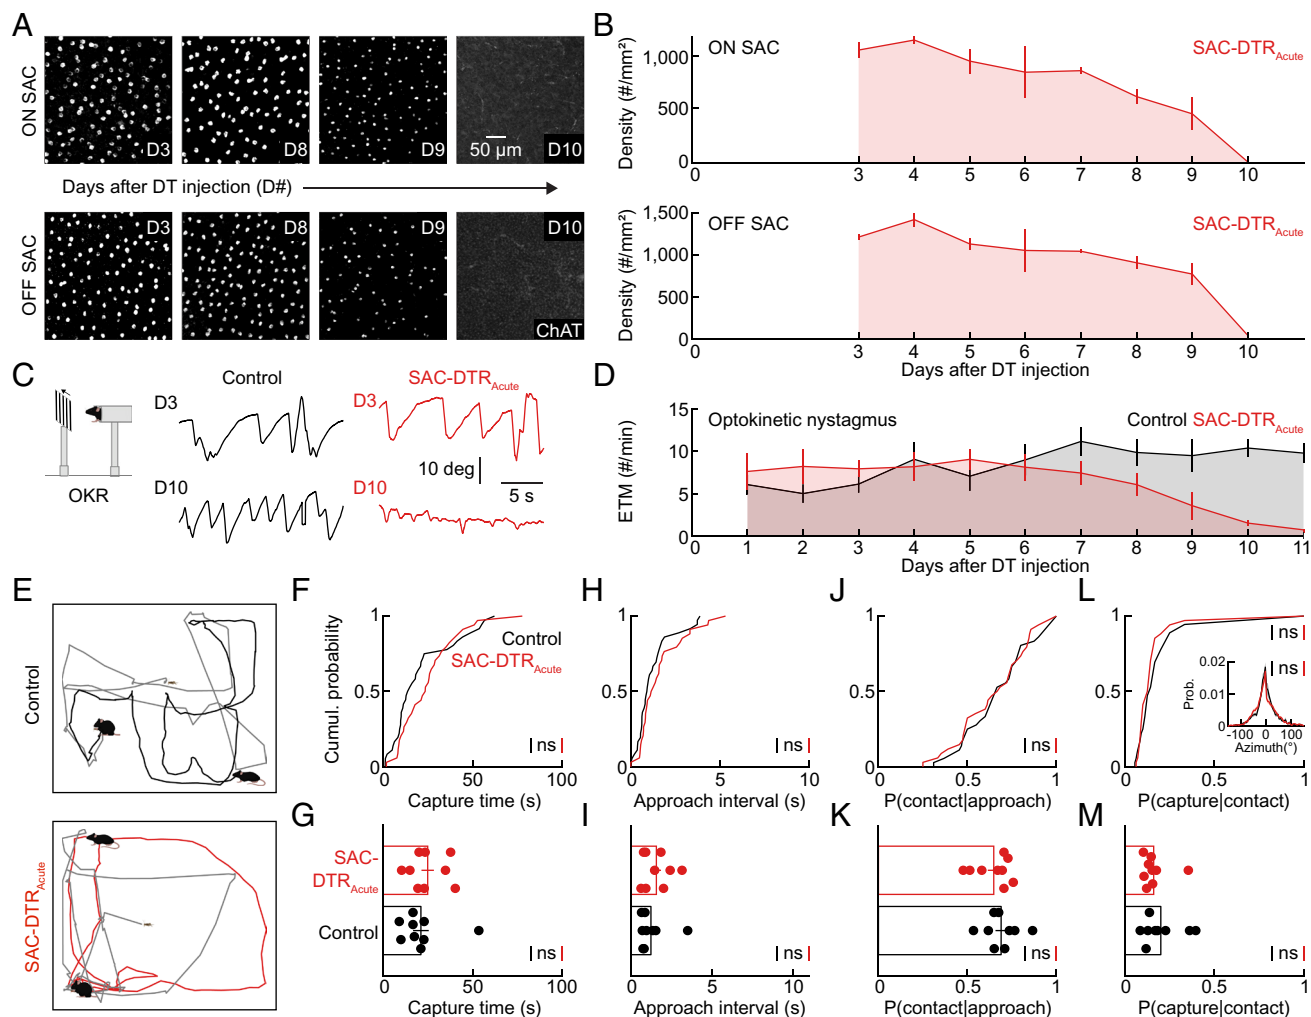 A
ON SAC
D3
D8
D9
50 µm
D10
Days after DT injection (D#)
OFF SAC
D3
D8
D9
D10
ChAT
B
Density (#/mm²)
1,000
500
0
ON SAC
SAC-DTRAcute
0 3 4 5 6 7 8 9 10
Density (#/mm²)
1,500
1,000
500
0
OFF SAC
SAC-DTRAcute
0 3 4 5 6 7 8 9 10
Days after DT injection
C
OKR
Control
SAC-DTRAcute
D3
D3
10 deg
5 s
D10
D10
D
ETM (#/min)
15
10
5
0
Optokinetic nystagmus
Control SAC-DTRAcute
0 1 2 3 4 5 6 7 8 9 10 11
Days after DT injection
E
Control
SAC-DTRAcute
F
Cumul. probability
1
0.5
0
Control
SAC-DTRAcute
ns
0 50 100
Capture time (s)
H
1
0.5
0
ns
0 5 10
Approach interval (s)
J
1
0.5
0
ns
0 0.5 1
P(contact|approach)
L
1
0.5
0
ns
ns
Prob.
0.02
0.01
0
-100 0 100
Azimuth(°)
0 0.5 1
P(capture|contact)
G
SAC-
DTRAcute
Control
ns
0 50 100
Capture time (s)
I
ns
0 5 10
Approach interval (s)
K
ns
0 0.5 1
P(contact|approach)
M
ns
0 0.5 1
P(capture|contact)